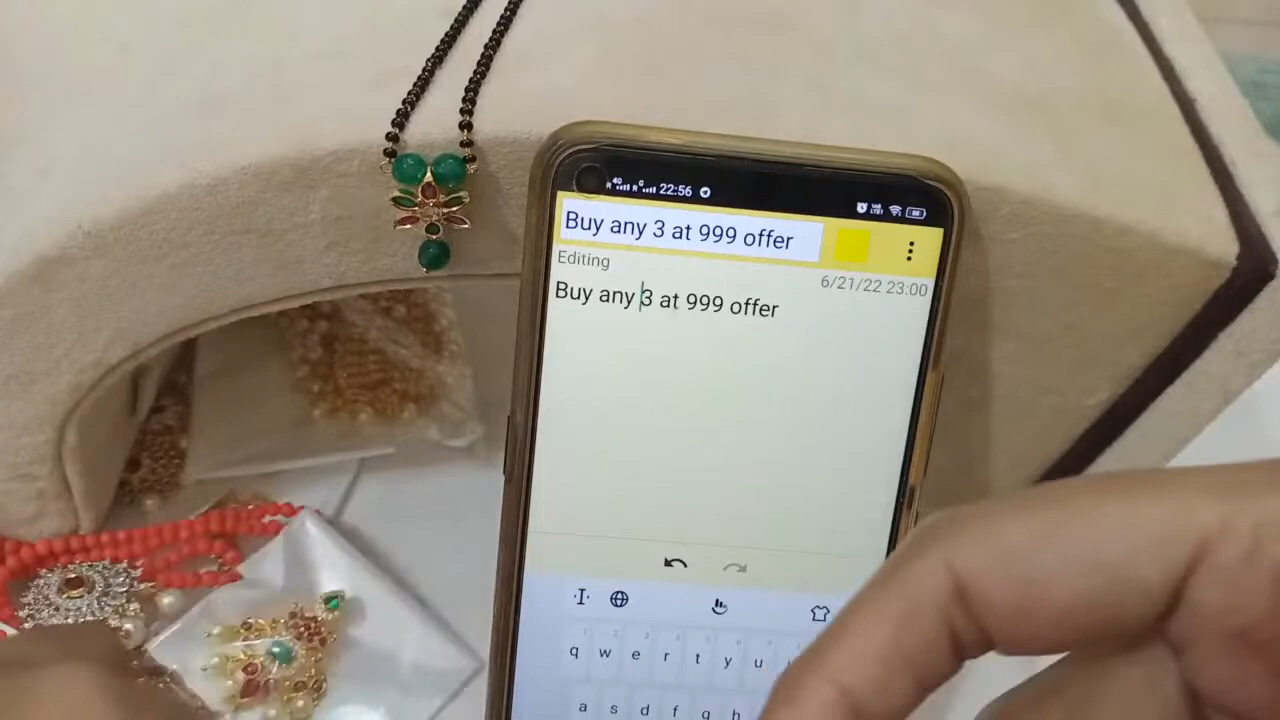 22:56
Buy any 3 at 999 offer
Editing
6/21/22 23:00
Buy any 3 at 999 offer
q w e r t y u
a s d f g h